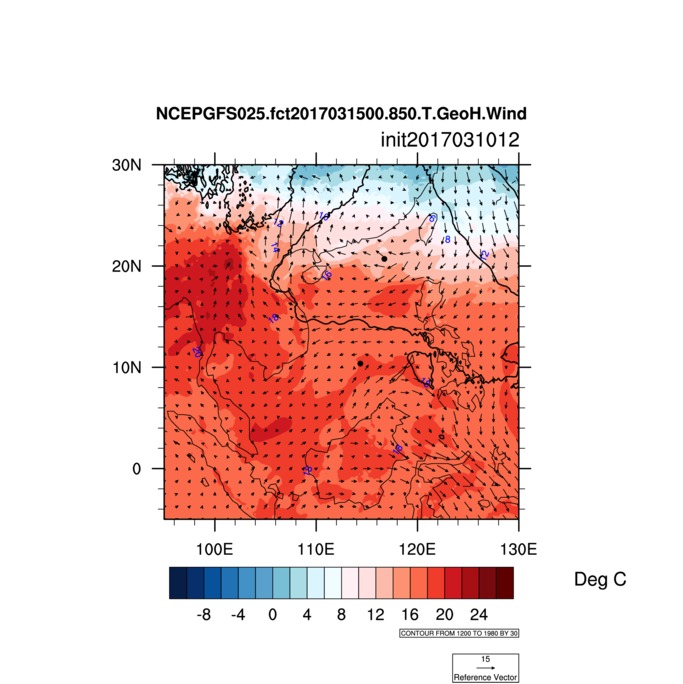 NCEPGFS025.fct2017031500.850.T.GeoH.Wind
init2017031012
30N
20N
10N
0
100E 110E 120E 130E
-8 -4 0 4 8 12 16 20 24
Deg C
CONTOUR FROM 1200 TO 1980 BY 30
15
Reference Vector